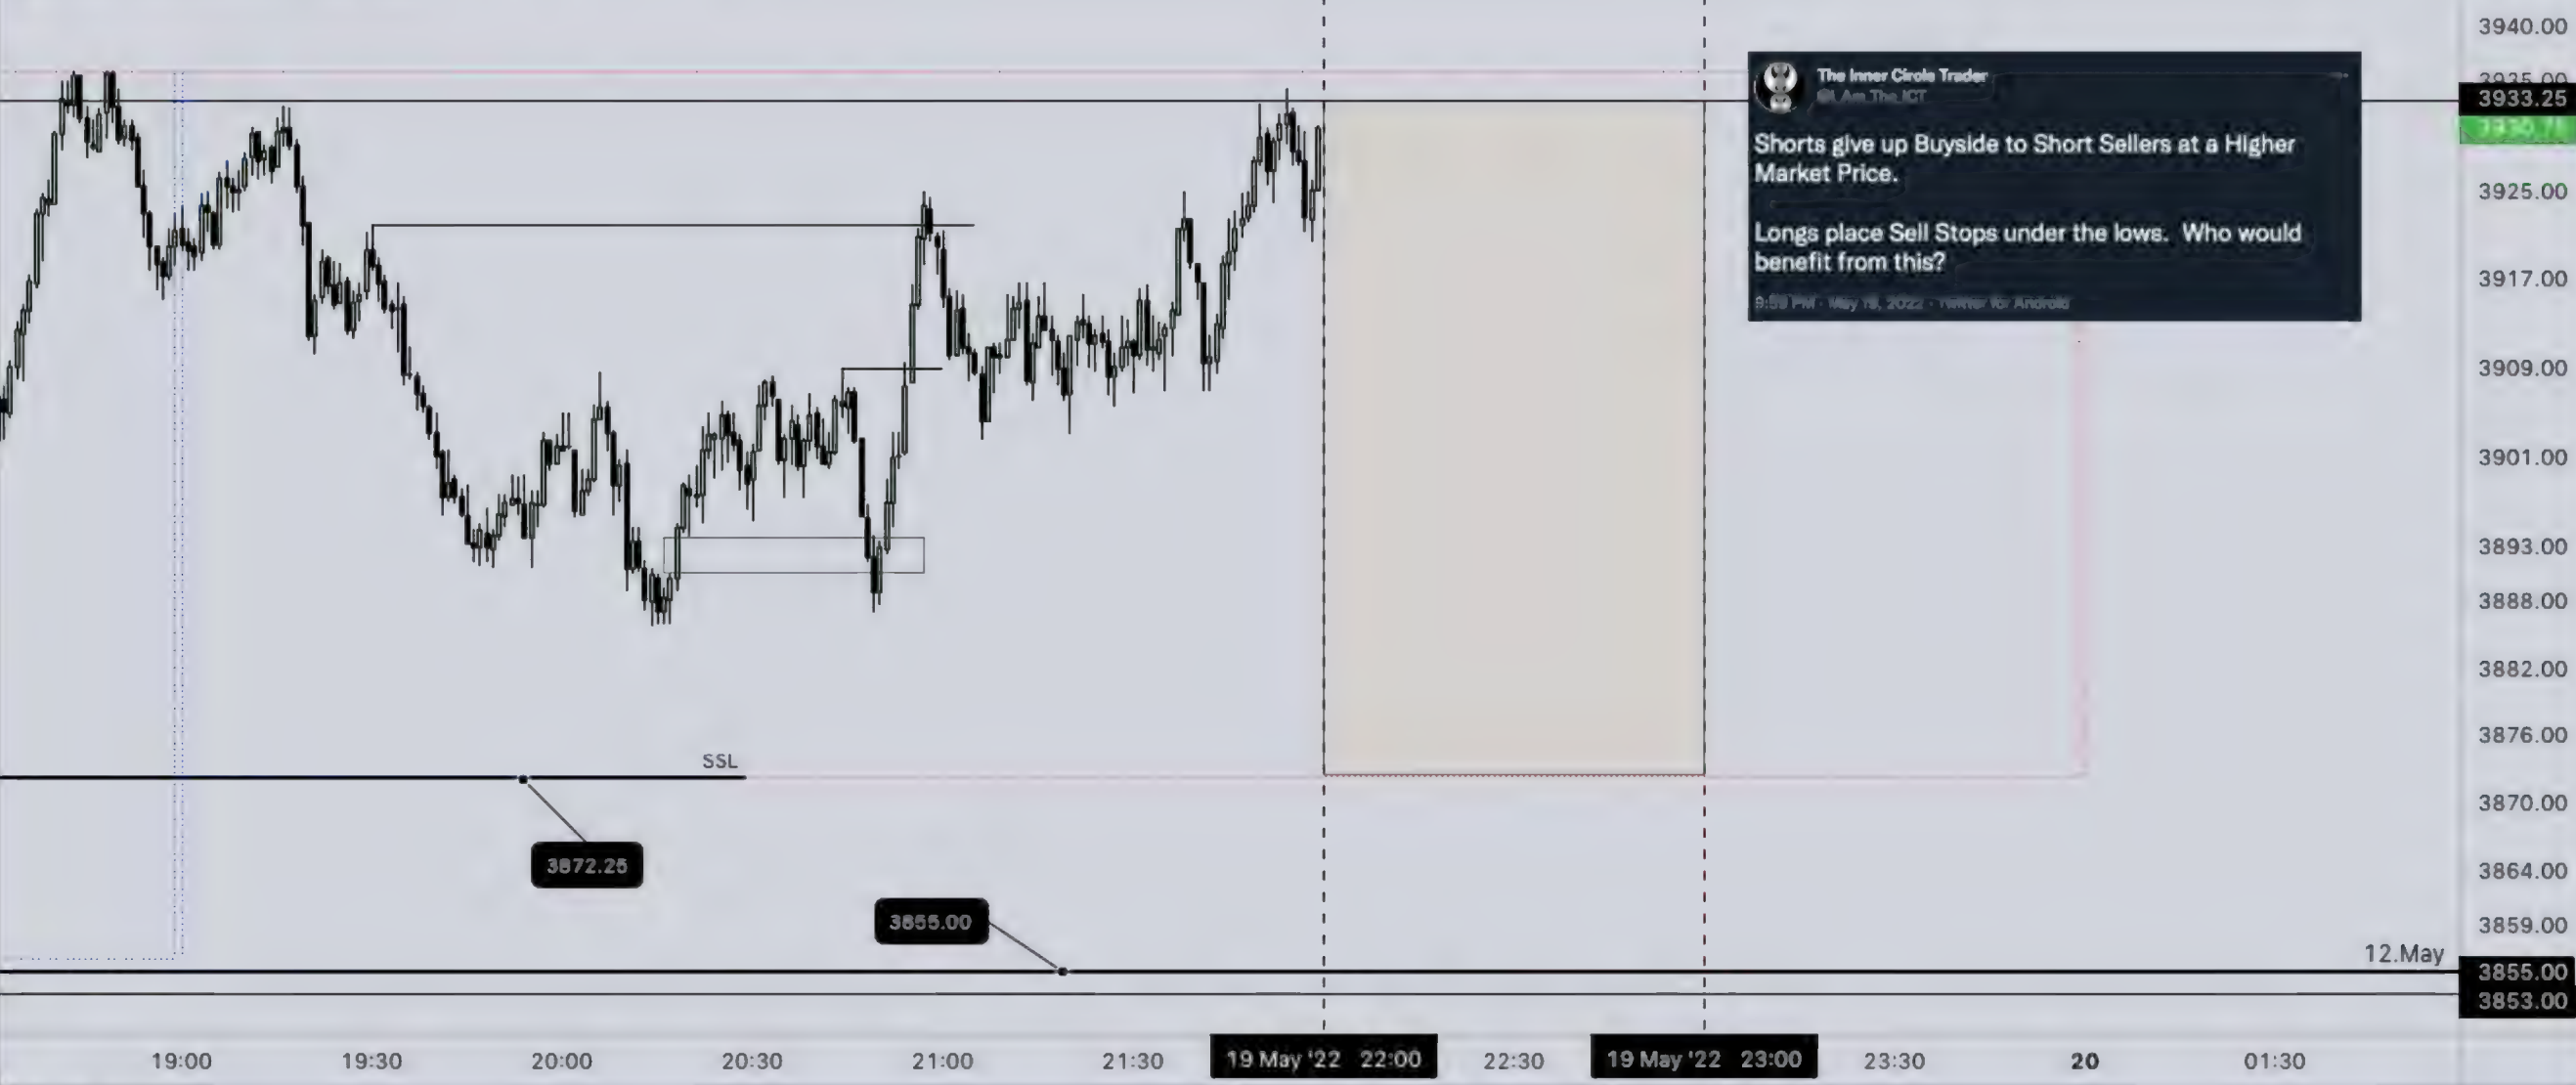 3940.00
3935.00
3933.25
The Inner Circle Trader
@I_Am_The_ICT
Shorts give up Buyside to Short Sellers at a Higher
Market Price.
Longs place Sell Stops under the lows. Who would
benefit from this?
3925.00
3917.00
3909.00
3901.00
3893.00
3888.00
3882.00
3876.00
SSL
3870.00
3872.25
3864.00
3855.00
3859.00
12.May
3855.00
3853.00
19:00
19:30
20:00
20:30
21:00
21:30
19 May '22 22:00
22:30
19 May '22 23:00
23:30
20
01:30